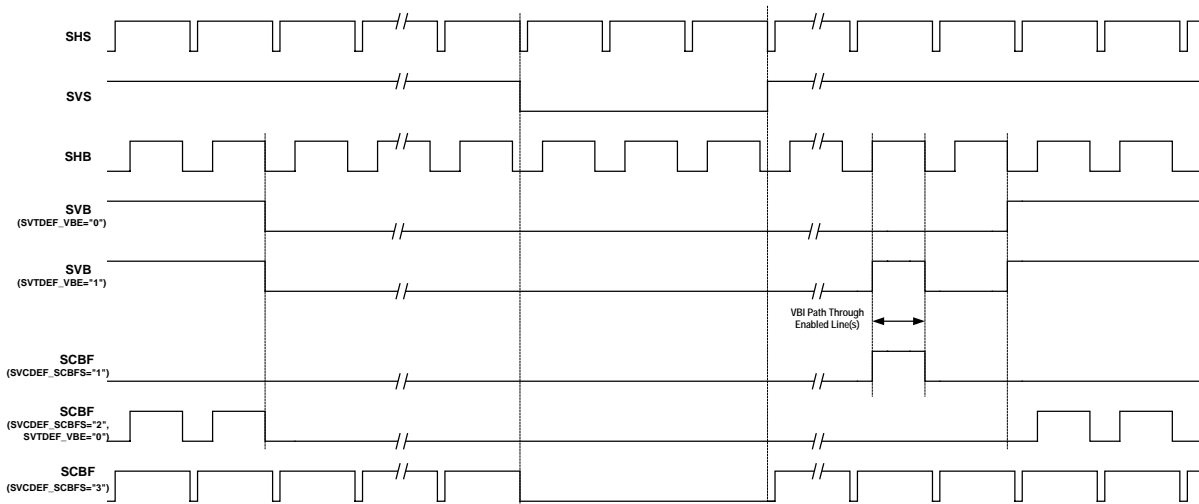 SHS
SVS
SHB
SVB
(SVTDEF_VBE="0")
SVB
(SVTDEF_VBE="1")
VBI Path Through
Enabled Line(s)
SCBF
(SVCDEF_SCBFS="1")
SCBF
(SVCDEF_SCBFS="2",
SVTDEF_VBE="0")
SCBF
(SVCDEF_SCBFS="3")